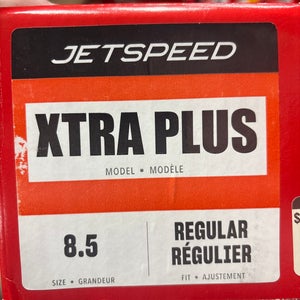 JETSPEED
XTRA PLUS
MODEL • MODÈLE
8.5
SIZE • GRANDEUR
REGULAR
RÉGULIER
FIT • AJUSTEMENT
$